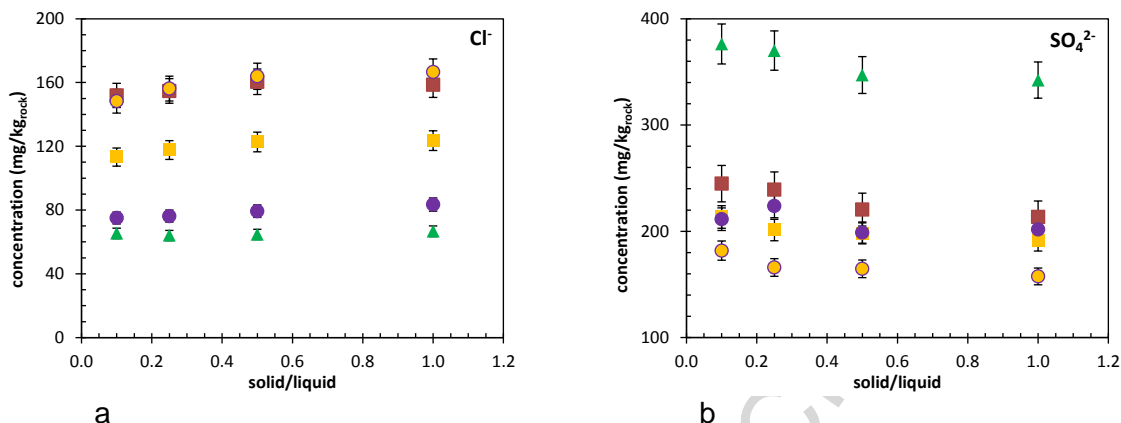 200
160
120
80
40
0
concentration (mg/kgrock)
Cl-
0.0 0.2 0.4 0.6 0.8 1.0 1.2
solid/liquid
a
400
300
200
100
concentration (mg/kgrock)
SO42-
0.0 0.2 0.4 0.6 0.8 1.0 1.2
solid/liquid
b